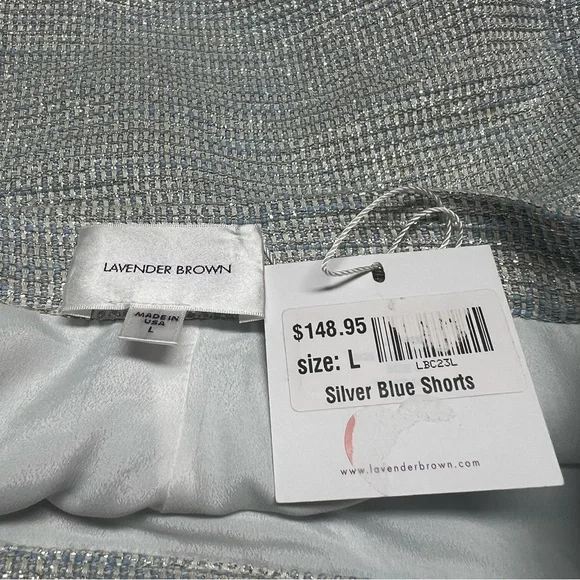 LAVENDER BROWN
MADE IN
USA
L
$148.95
size: L
LBC23L
Silver Blue Shorts
www.lavenderbrown.com